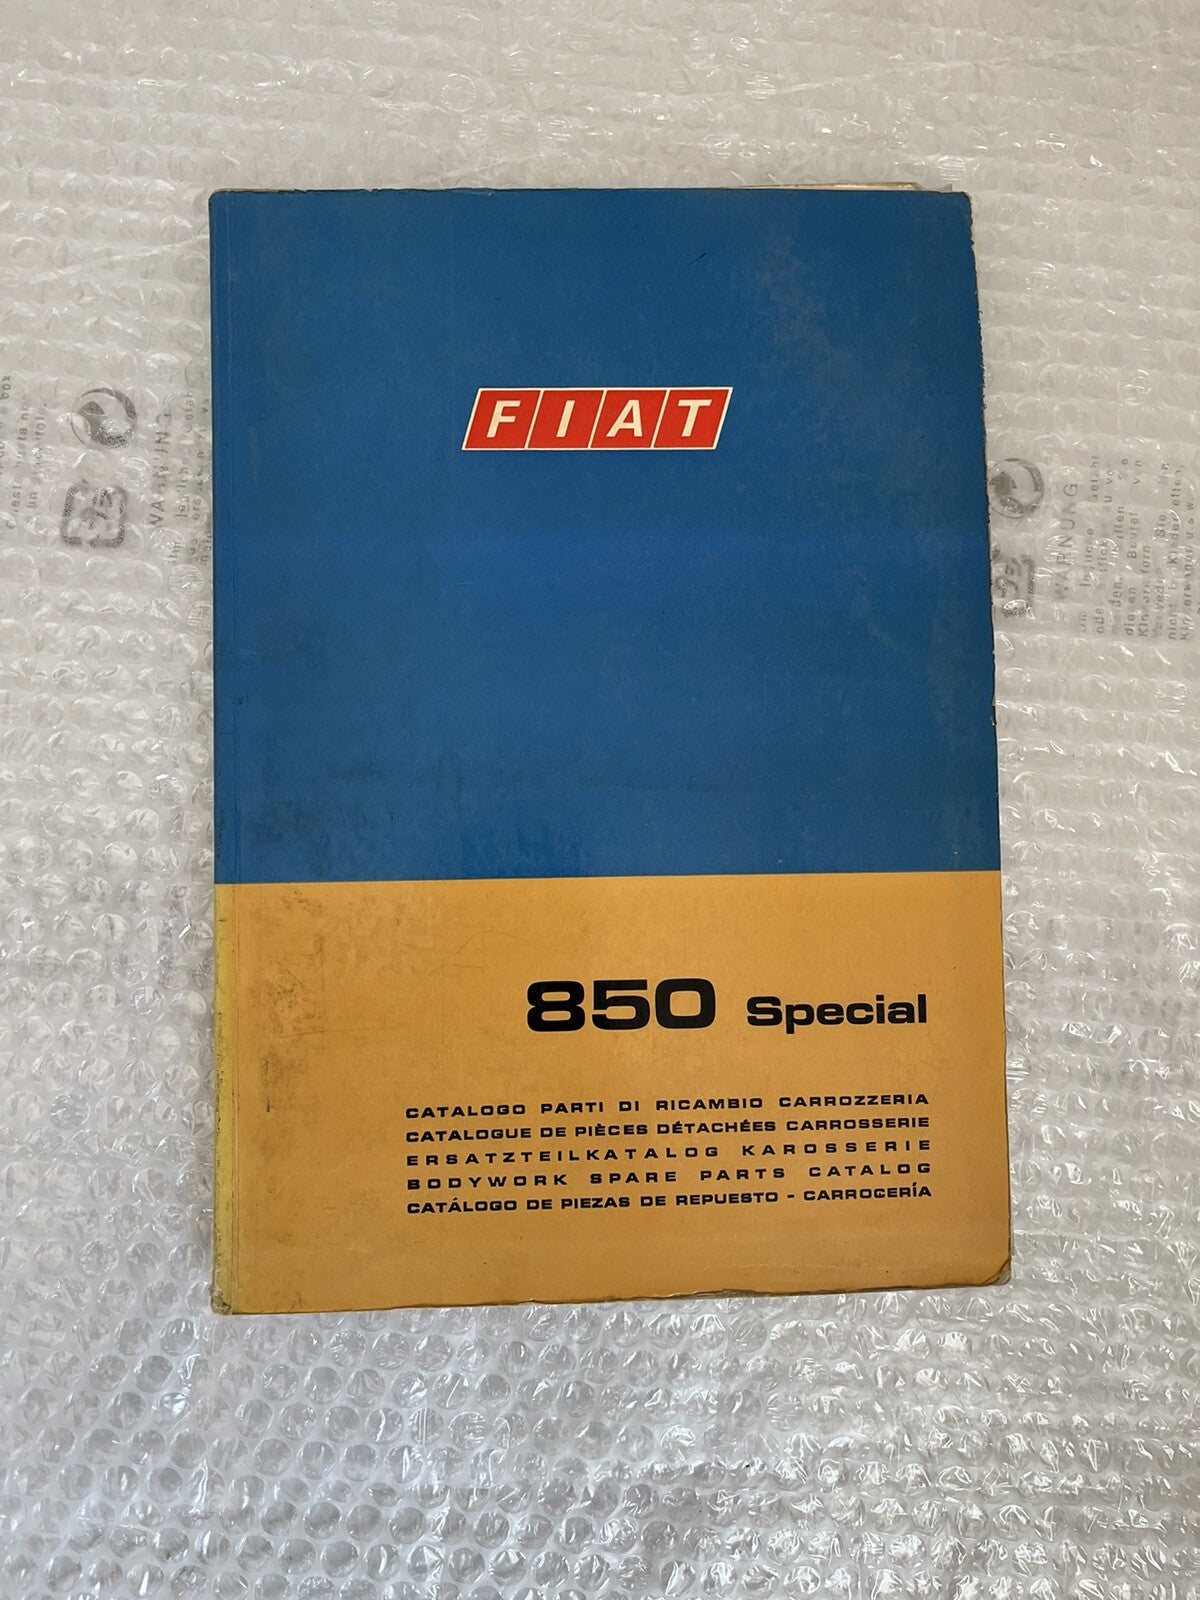 FIAT
850 Special
CATALOGO PARTI DI RICAMBIO CARROZZERIA
CATALOGUE DE PIÈCES DÉTACHÉES CARROSSERIE
ERSATZTEILKATALOG KAROSSERIE
BODYWORK SPARE PARTS CATALOG
CATÁLOGO DE PIEZAS DE REPUESTO - CARROCERÍA
WARNUNG